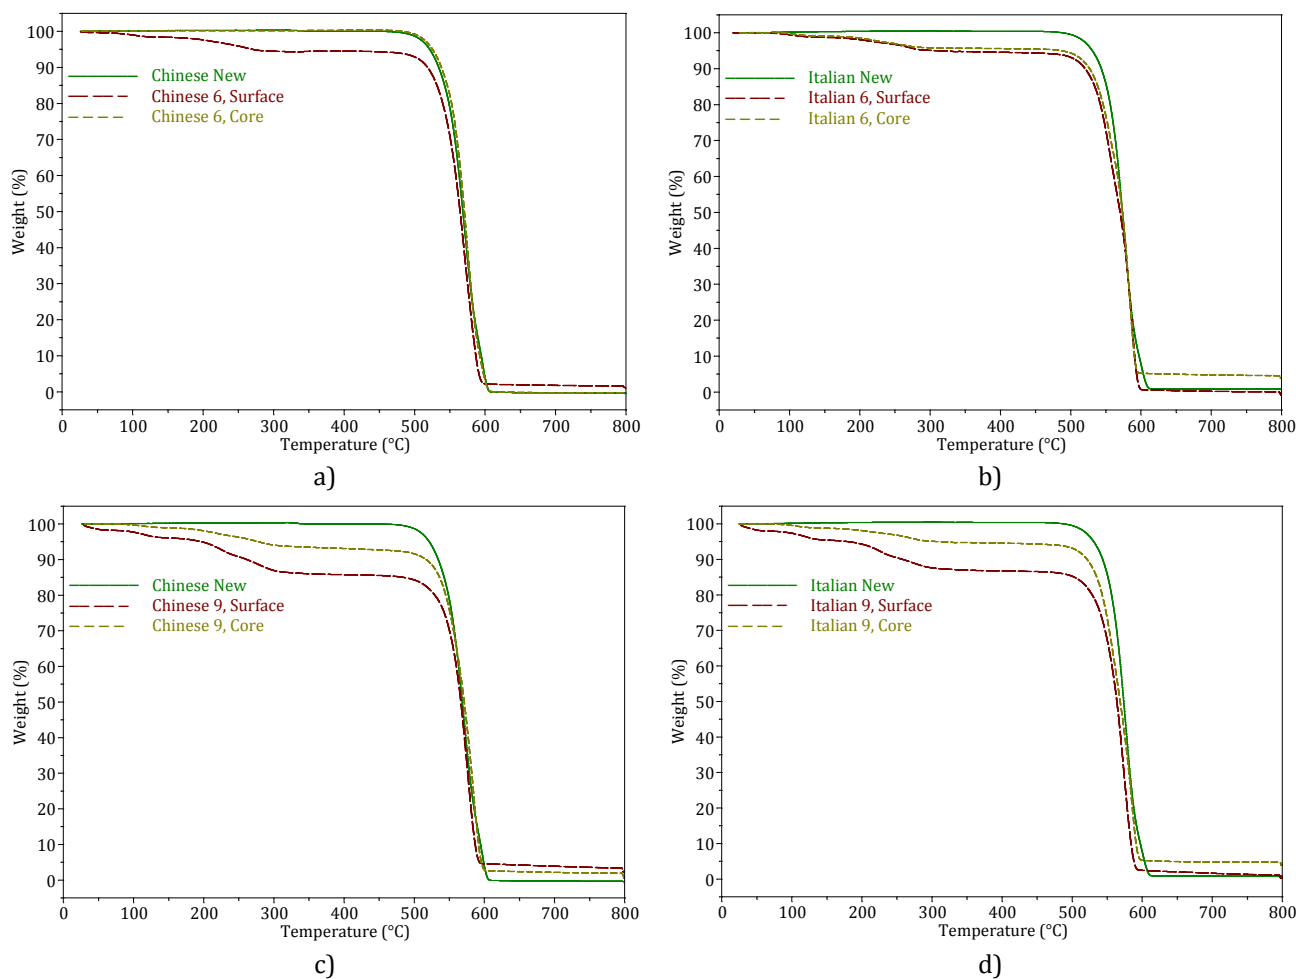 100
90
80
70
60
50
40
30
20
10
0
Weight (%)
Chinese New
Chinese 6, Surface
Chinese 6, Core
0 100 200 300 400 500 600 700 800
Temperature (°C)
a)
100
90
80
70
60
50
40
30
20
10
0
Weight (%)
Italian New
Italian 6, Surface
Italian 6, Core
0 100 200 300 400 500 600 700 800
Temperature (°C)
b)
100
90
80
70
60
50
40
30
20
10
0
Weight (%)
Chinese New
Chinese 9, Surface
Chinese 9, Core
0 100 200 300 400 500 600 700 800
Temperature (°C)
c)
100
90
80
70
60
50
40
30
20
10
0
Weight (%)
Italian New
Italian 9, Surface
Italian 9, Core
0 100 200 300 400 500 600 700 800
Temperature (°C)
d)